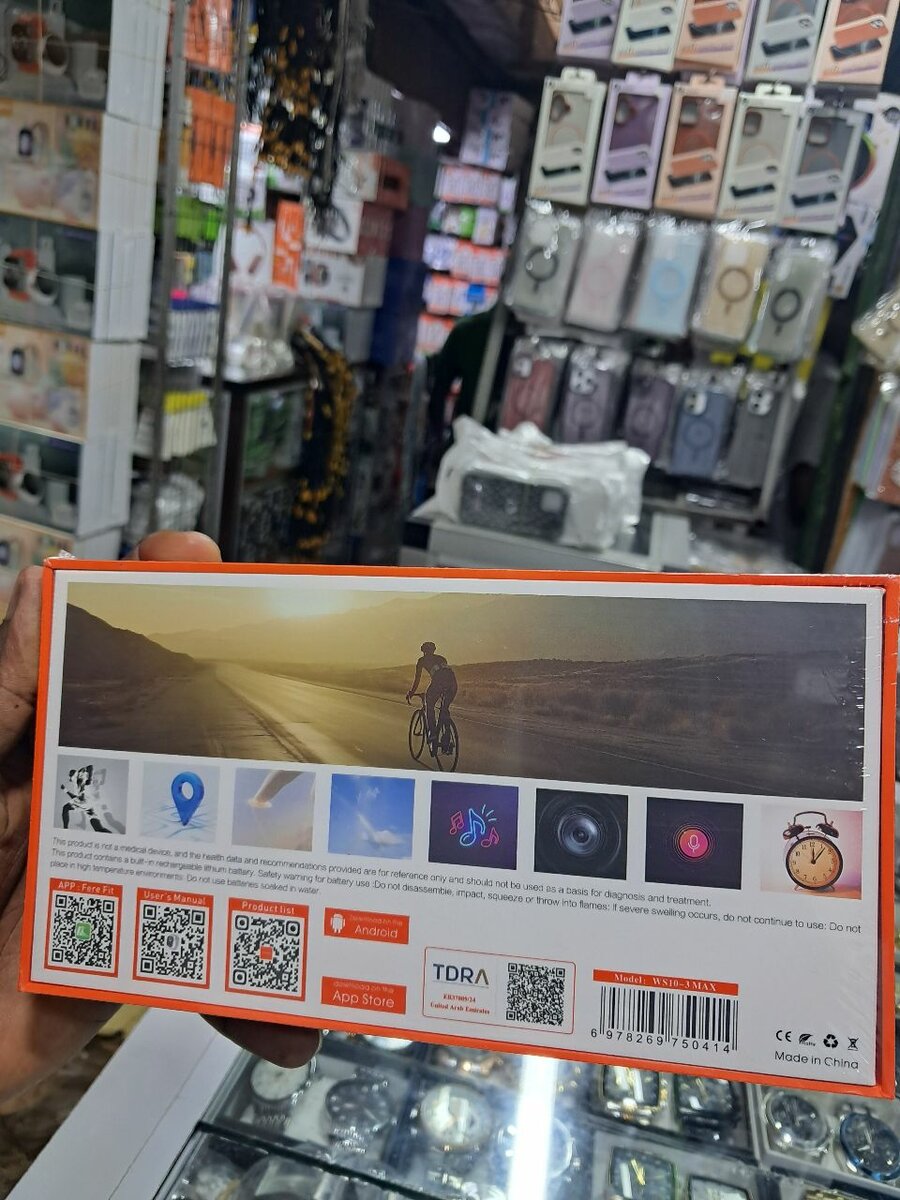 This product is not a medical device, and the health data and recommendations provided are for reference only and should not be used as a basis for diagnosis and treatment.
This product contains a built-in rechargeable lithium battery. Safety warning for battery use :Do not disassemble, impact, squeeze or throw into flames: If severe swelling occurs, do not continue to use: Do not
place in high temperature environments: Do not use batteries soaked in water.
APP : Fere Fit
User's Manual
Product list
Download on the
Android
download on the
App Store
TDRA
ER37009/24
United Arab Emirates
Model: WS10-3 MAX
6 978269 750414
CE
RoHS
Made in China